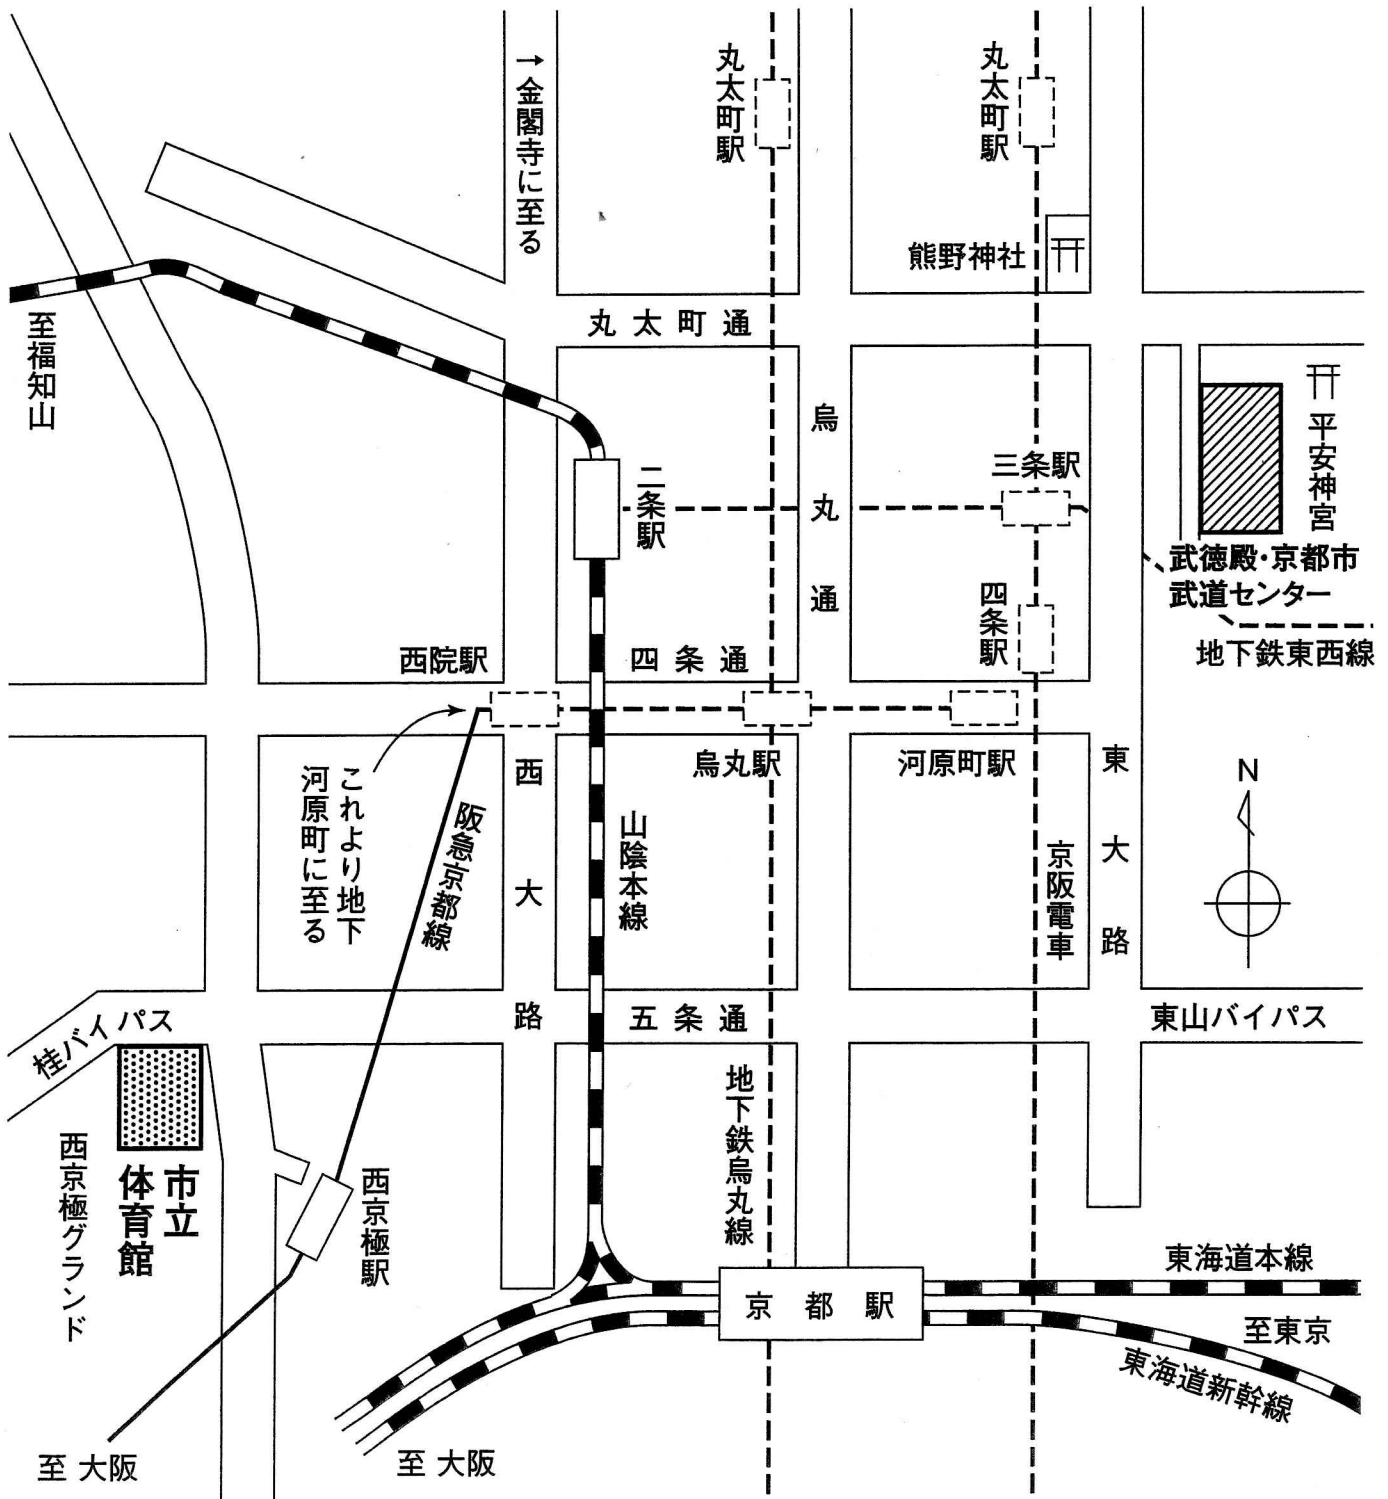 →金閣寺に至る
丸太町駅
丸太町駅
熊野神社
丸太町通
至福知山
烏丸通
平安神宮
二条駅
三条駅
武徳殿・京都市
武道センター
四条駅
地下鉄東西線
西院駅
四条通
烏丸駅
河原町駅
これより地下
河原町に至る
阪急京都線
西大路
山陰本線
京阪電車
東大路
N
桂バイパス
五条通
東山バイパス
市立
体育館
西京極グランド
西京極駅
地下鉄烏丸線
京都駅
東海道本線
至東京
東海道新幹線
至大阪
至大阪